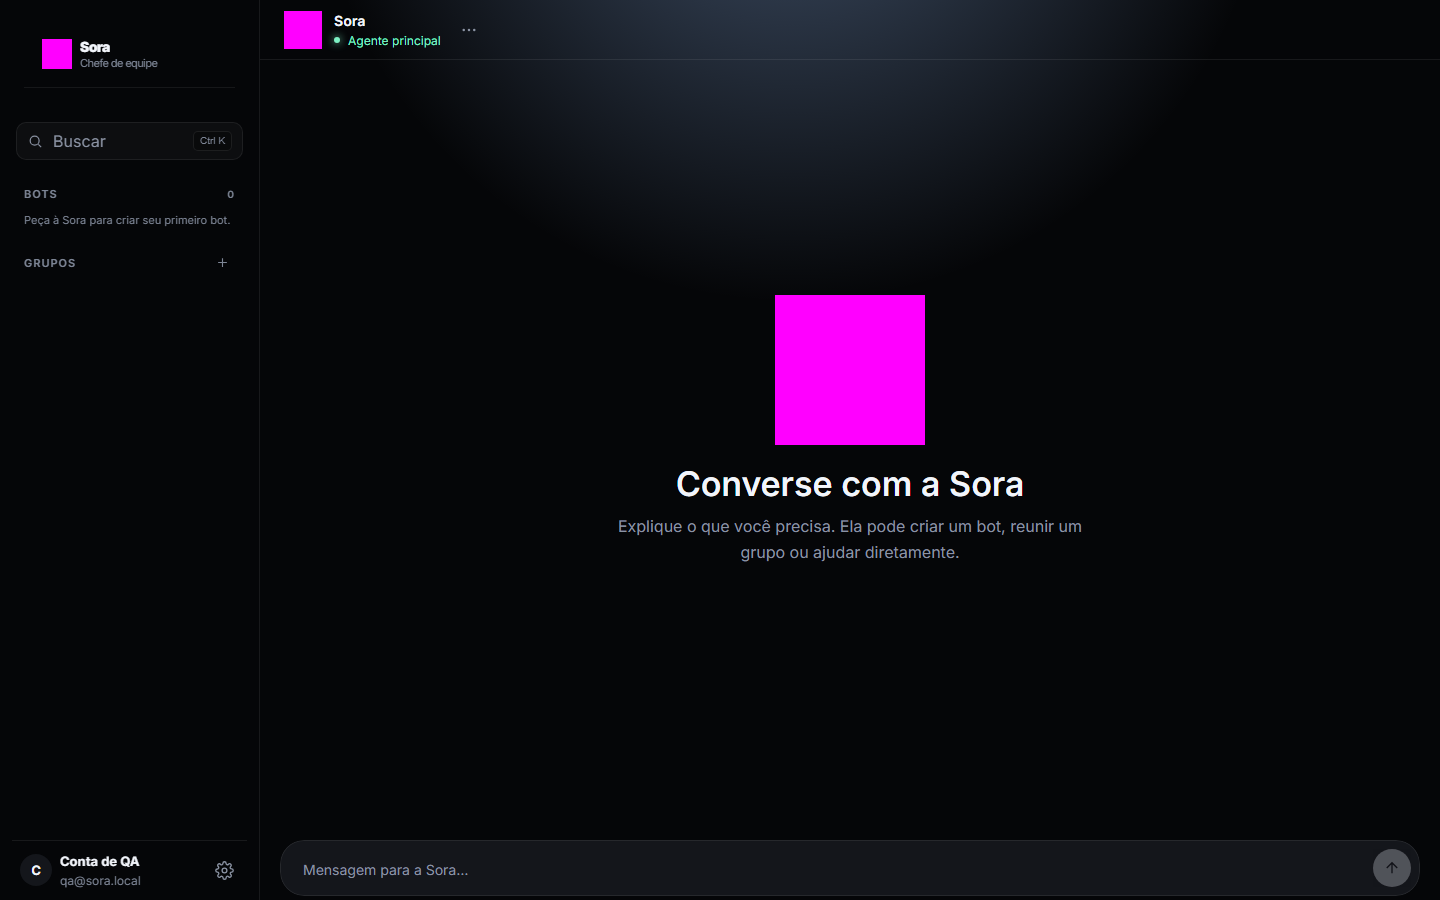 Sora
Chefe de equipe
Buscar
Ctrl K
BOTS
0
Peça à Sora para criar seu primeiro bot.
GRUPOS
Conta de QA
C
qa@sora.local
Sora
Agente principal
Converse com a Sora
Explique o que você precisa. Ela pode criar um bot, reunir um
grupo ou ajudar diretamente.
Mensagem para a Sora...